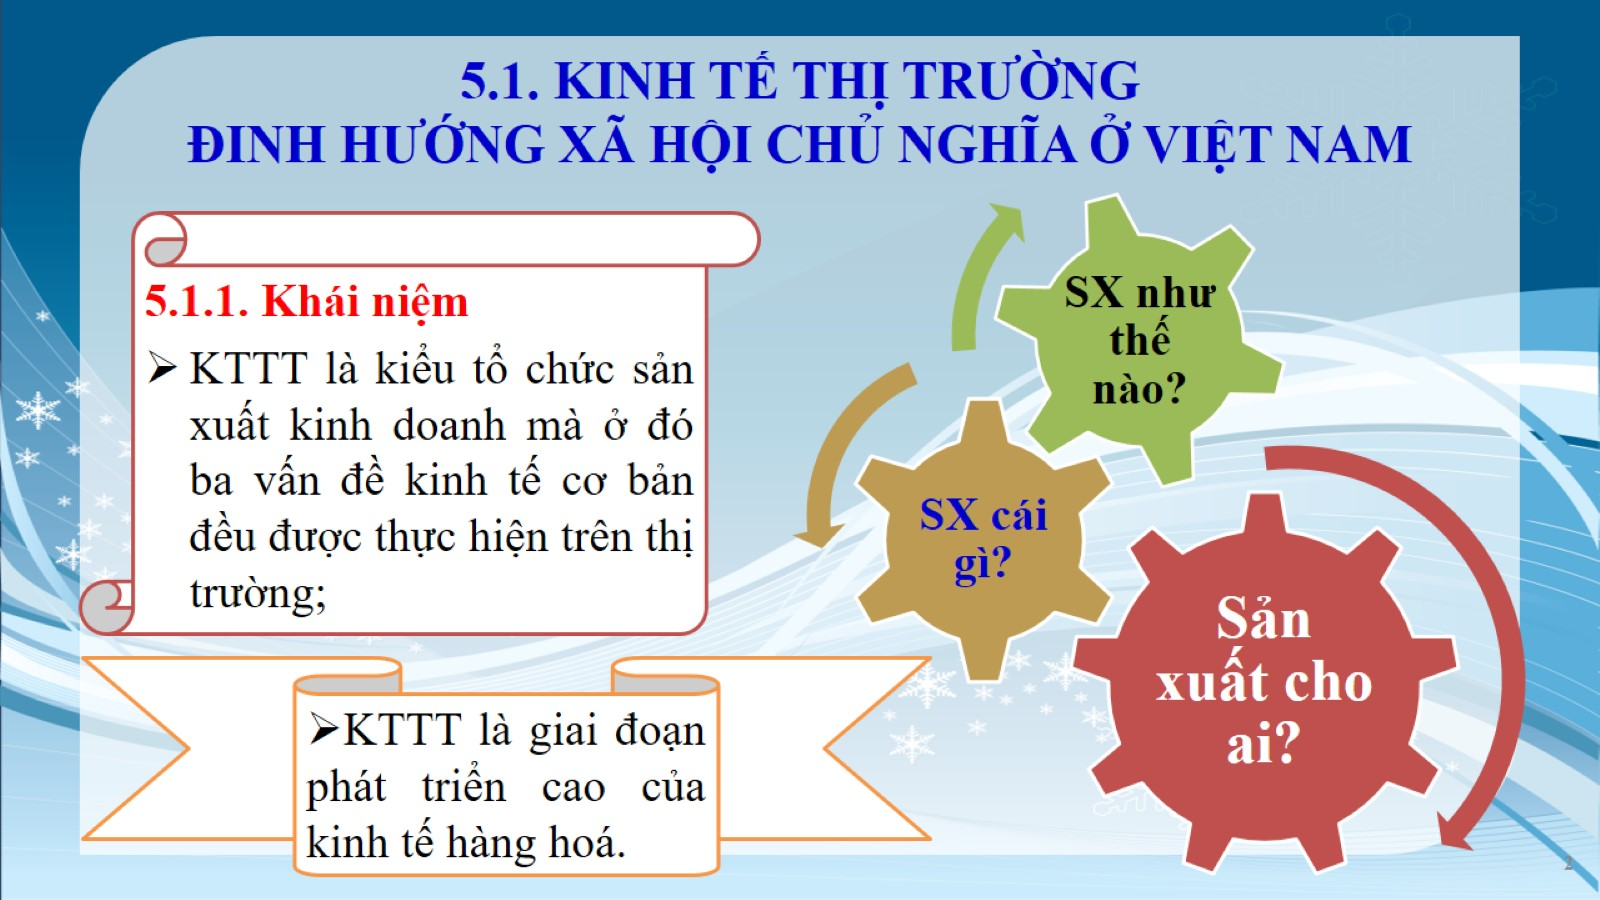 5.1. KINH TẾ THỊ TRƯỜNG
ĐINH HƯỚNG XÃ HỘI CHỦ NGHĨA Ở VIỆT NAM
5.1.1. Khái niệm
➢ KTTT là kiểu tổ chức sản
xuất kinh doanh mà ở đó
ba vấn đề kinh tế cơ bản
đều được thực hiện trên thị
trường;
➢KTTT là giai đoạn
phát triển cao của
kinh tế hàng hoá.
SX như
thế
nào?
SX cái
gì?
Sản
xuất cho
ai?
2